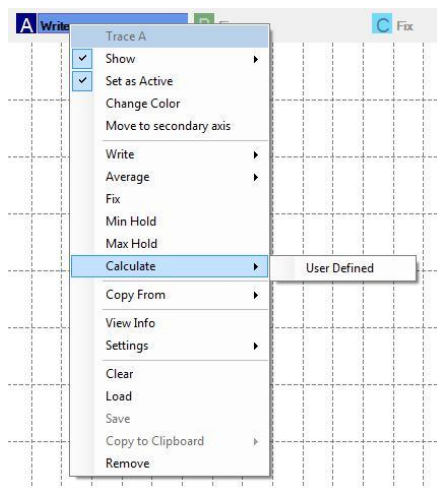 A Write
C Fix
Trace A
Show
Set as Active
Change Color
Move to secondary axis
Write
Average
Fix
Min Hold
Max Hold
Calculate
User Defined
Copy From
View Info
Settings
Clear
Load
Save
Copy to Clipboard
Remove